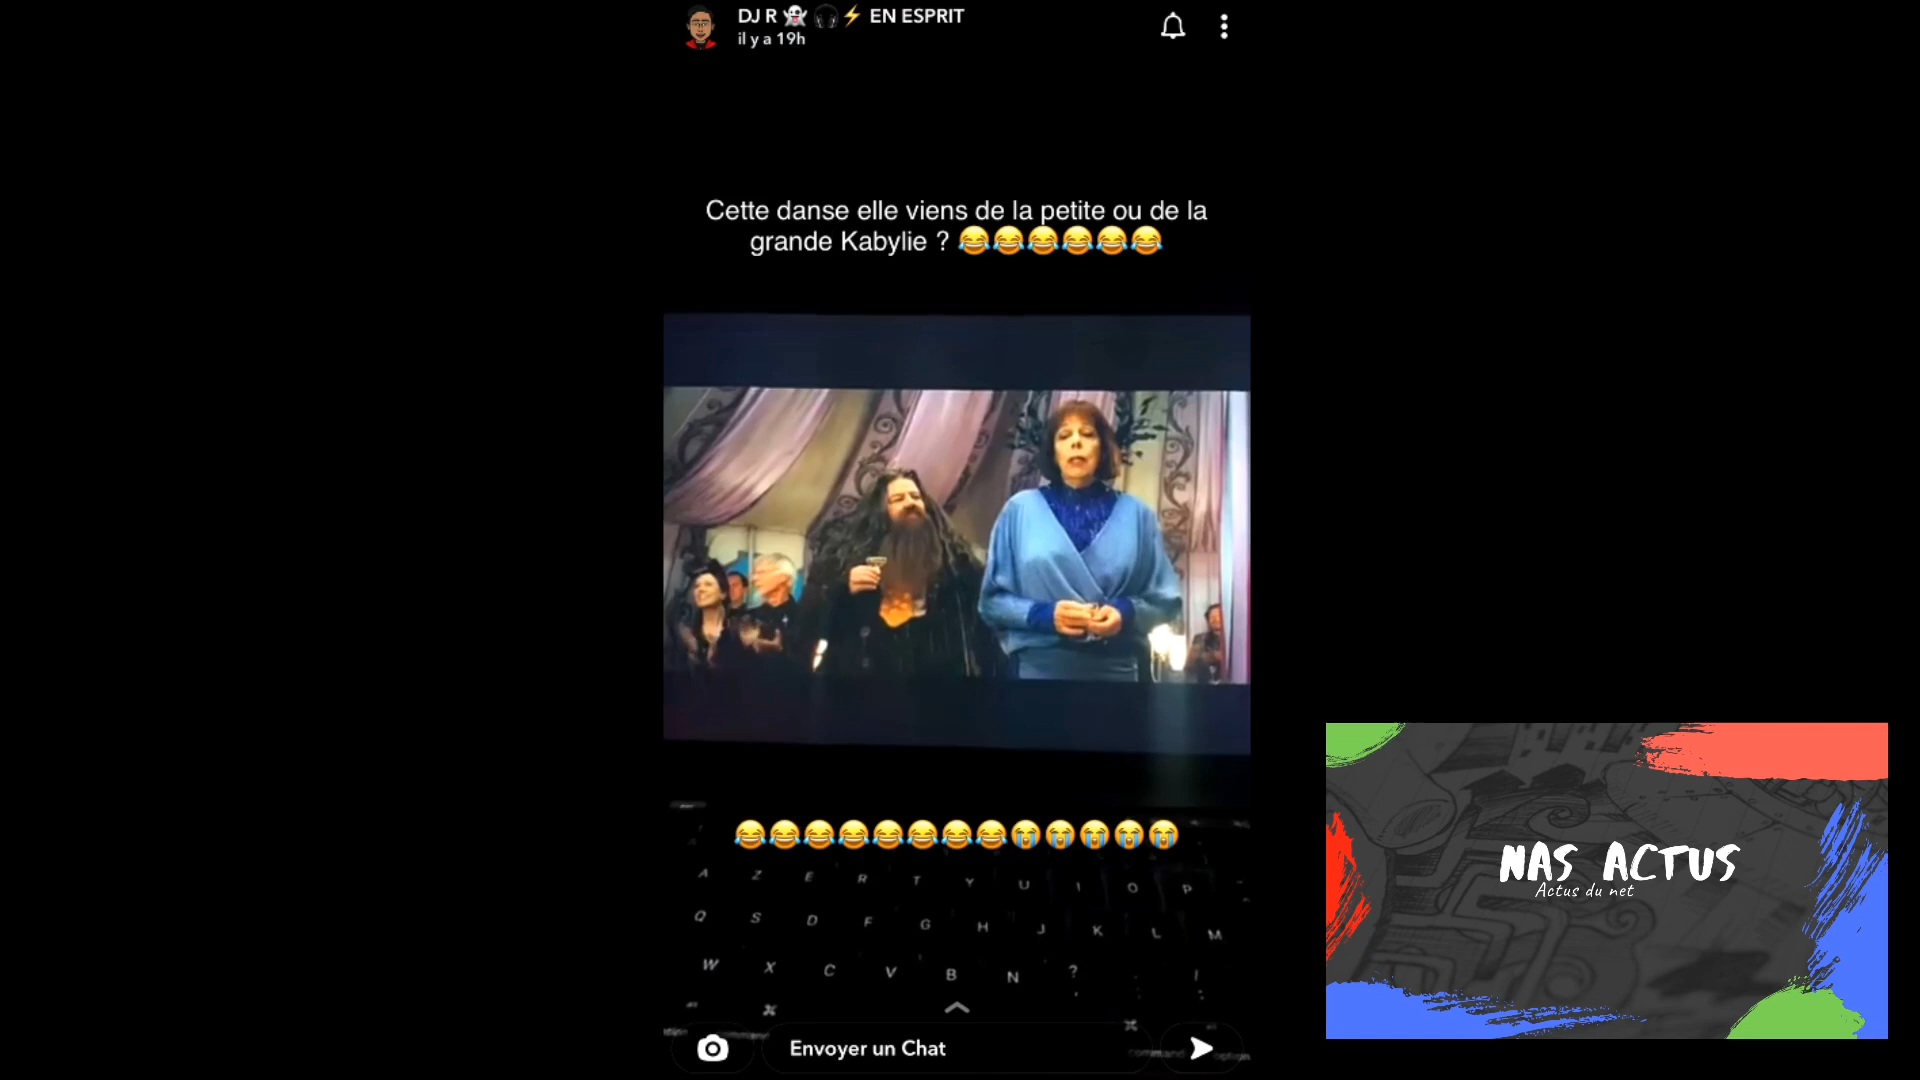 DJ R 👻🎧⚡ EN ESPRIT
il y a 19h
Cette danse elle viens de la petite ou de la
grande Kabylie ? 😂😂😂😂😂😂
😂😂😂😂😂😂😂😂😭😭😭😭😭
A Z E R T Y U I O P
Q S D F G H J K L M
W X C V B N ?
Envoyer un Chat
NAS ACTUS
Actus du net